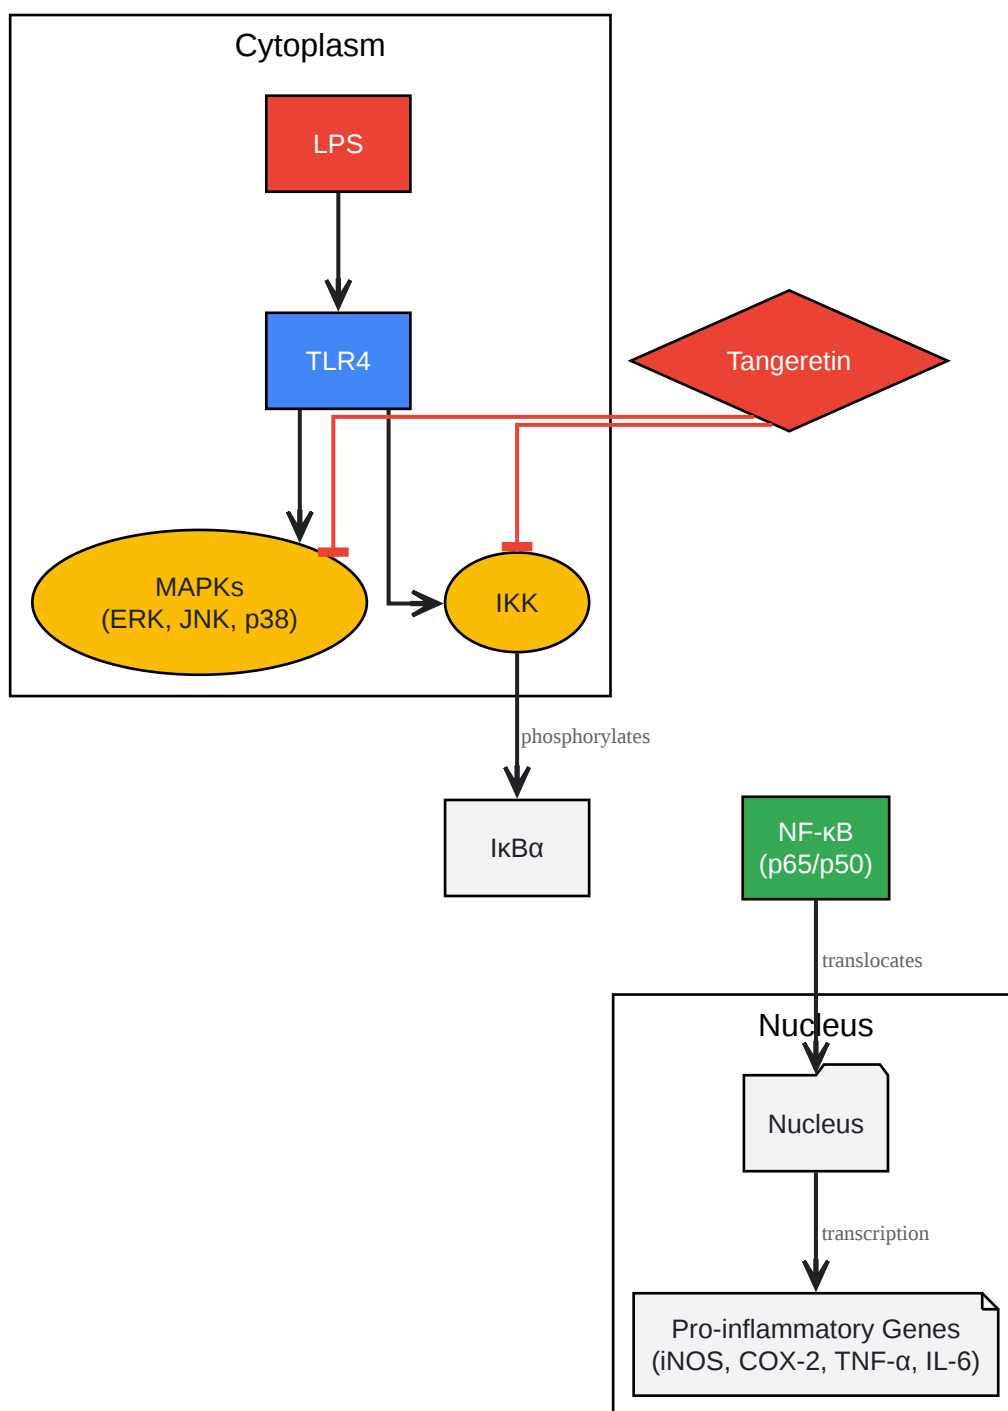 Cytoplasm
LPS
TLR4
Tangeretin
MAPKs
(ERK, JNK, p38)
IKK
phosphorylates
IκBα
NF-κB
(p65/p50)
translocates
Nucleus
Nucleus
transcription
Pro-inflammatory Genes
(iNOS, COX-2, TNF-α, IL-6)